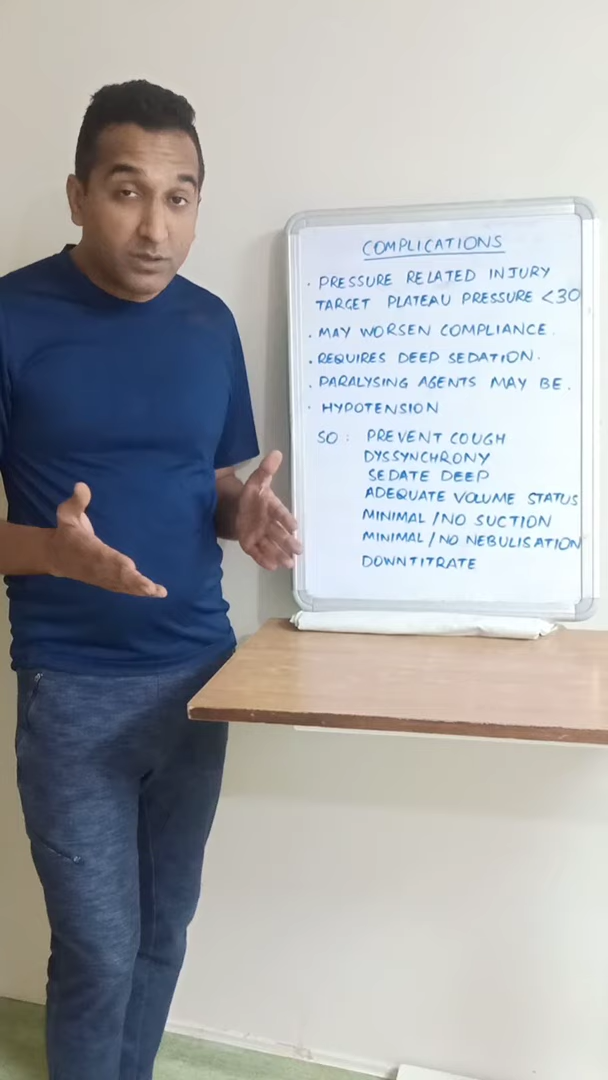 COMPLICATIONS
. PRESSURE RELATED INJURY
TARGET PLATEAU PRESSURE <30
. MAY WORSEN COMPLIANCE.
. REQUIRES DEEP SEDATION.
. PARALYSING AGENTS MAY BE.
. HYPOTENSION
SO: PREVENT COUGH
DYSSYNCHRONY
SEDATE DEEP
ADEQUATE VOLUME STATUS
MINIMAL/NO SUCTION
MINIMAL/NO NEBULISATION
DOWNTITRATE